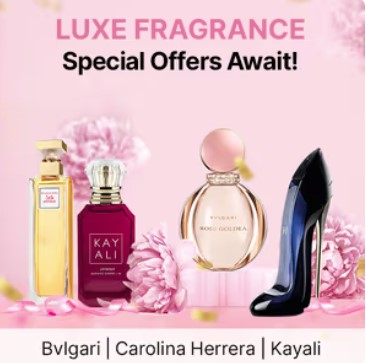 LUXE FRAGRANCE
Special Offers Await!
KAY
ALI
BVLGARI
ROSE GOLDEA
Bvlgari | Carolina Herrera | Kayali